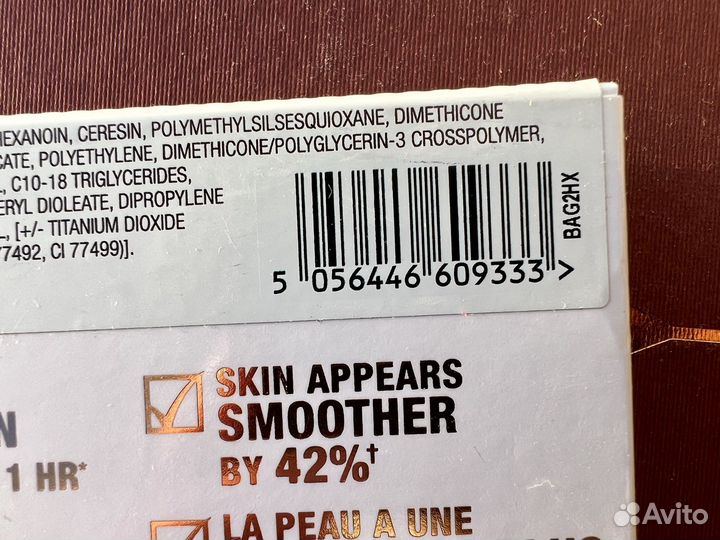 HEXANOIN, CERESIN, POLYMETHYLSILSESQUIOXANE, DIMETHICONE
CATE, POLYETHYLENE, DIMETHICONE/POLYGLYCERIN-3 CROSSPOLYMER,
C10-18 TRIGLYCERIDES,
ERYL DIOLEATE, DIPROPYLENE
L, [+/- TITANIUM DIOXIDE
77492, CI 77499)].
5 056446 609333>
BAG2HX
SKIN APPEARS
SMOOTHER
BY 42%†
N
1 HR*
LA PEAU A UNE
Avito